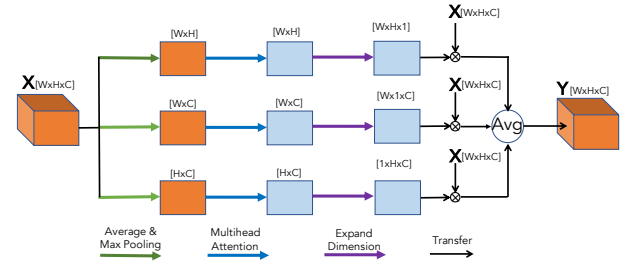 [WxH]
[WxH]
[WxHx1]
X[WxHxC]
X[WxHxC]
[WxC]
[WxC]
[Wx1xC]
X[WxHxC]
Y[WxHxC]
Avg
[HxC]
[HxC]
[1xHxC]
X[WxHxC]
Average &
Max Pooling
Multihead
Attention
Expand
Dimension
Transfer